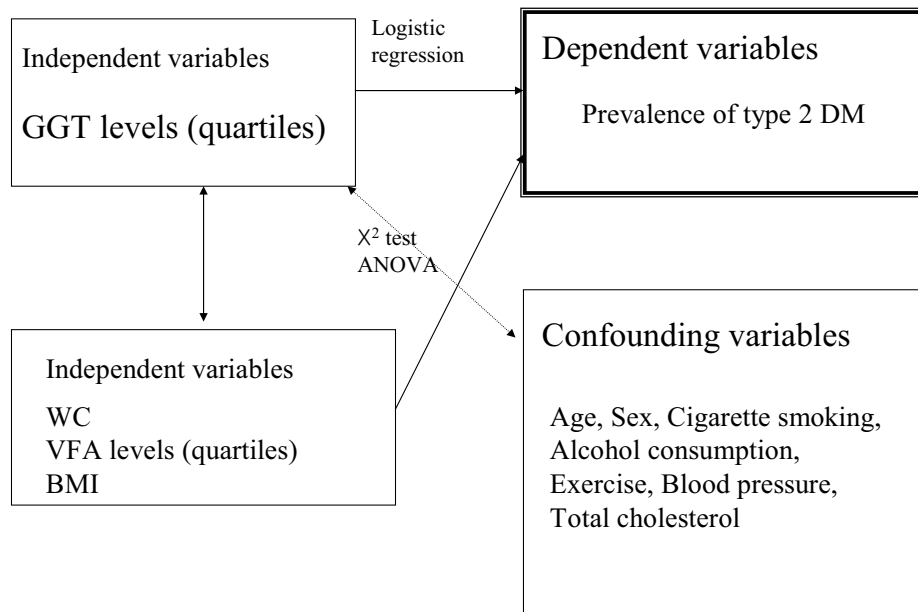 Independent variables
GGT levels (quartiles)
Logistic
regression
Dependent variables
Prevalence of type 2 DM
X² test
ANOVA
Independent variables
WC
VFA levels (quartiles)
BMI
Confounding variables
Age, Sex, Cigarette smoking,
Alcohol consumption,
Exercise, Blood pressure,
Total cholesterol